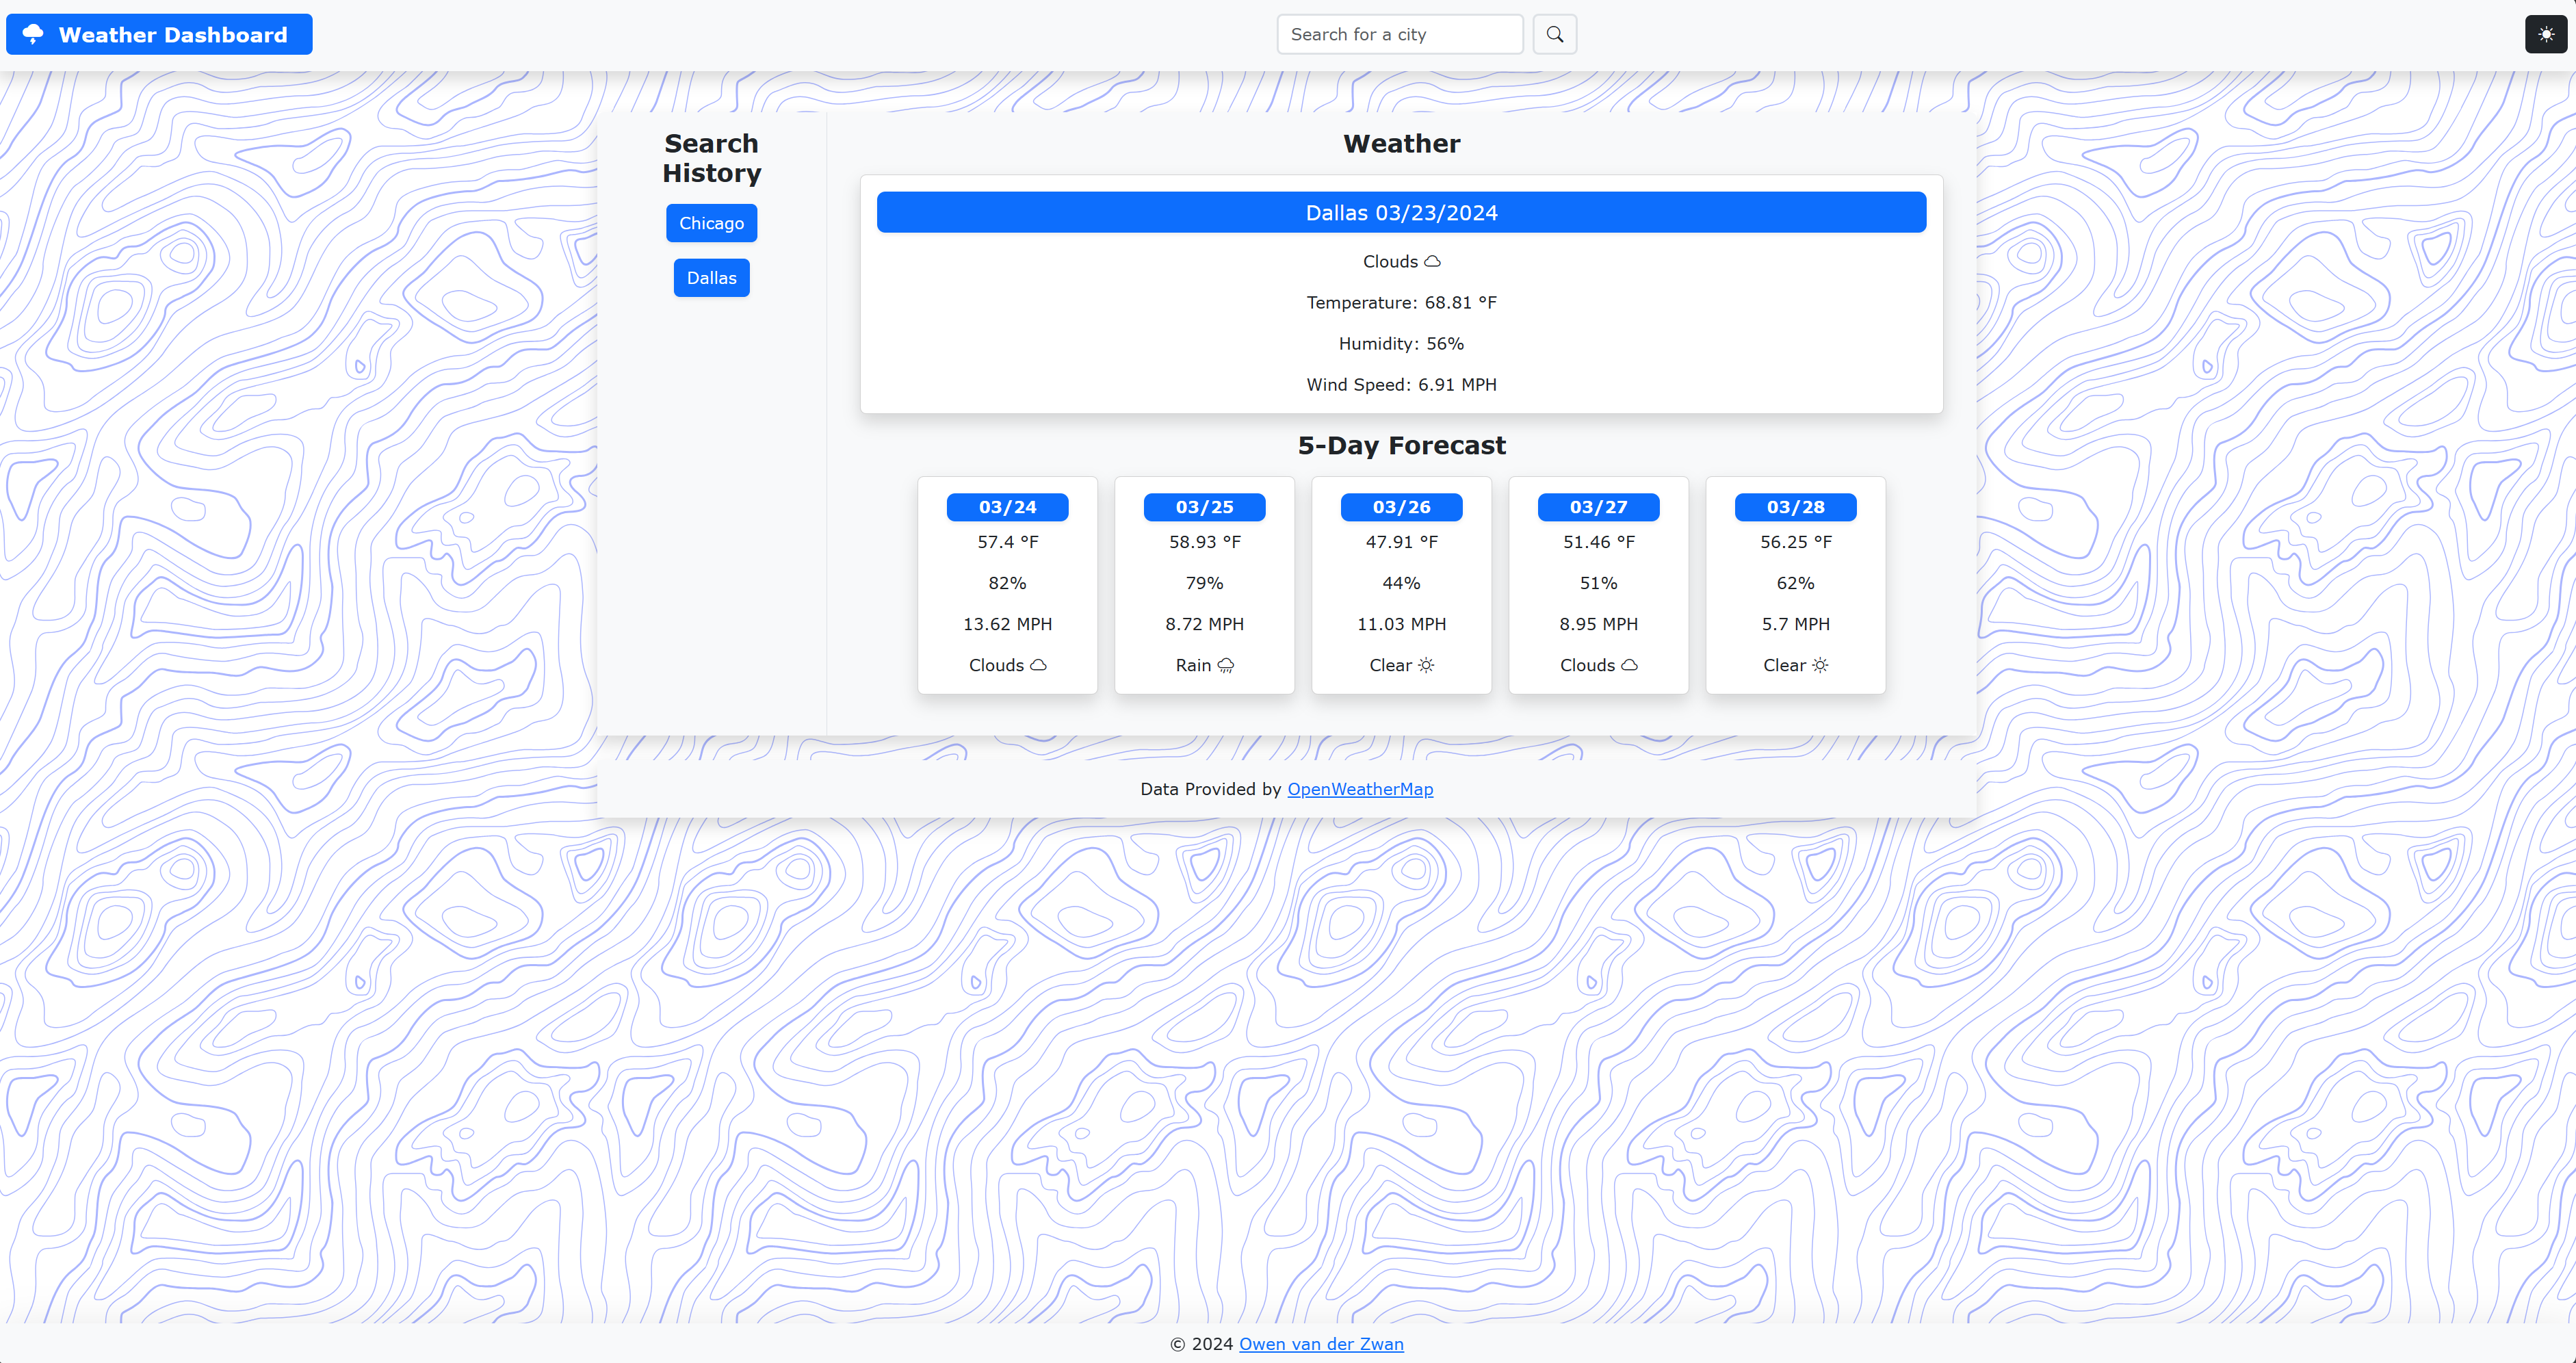 Weather Dashboard
Search for a city
Search
History
Chicago
Dallas
Weather
Dallas 03/23/2024
Clouds
Temperature: 68.81 °F
Humidity: 56%
Wind Speed: 6.91 MPH
5-Day Forecast
03/24
57.4 °F
82%
13.62 MPH
Clouds
03/25
58.93 °F
79%
8.72 MPH
Rain
03/26
47.91 °F
44%
11.03 MPH
Clear
03/27
51.46 °F
51%
8.95 MPH
Clouds
03/28
56.25 °F
62%
5.7 MPH
Clear
Data Provided by OpenWeatherMap
© 2024 Owen van der Zwan